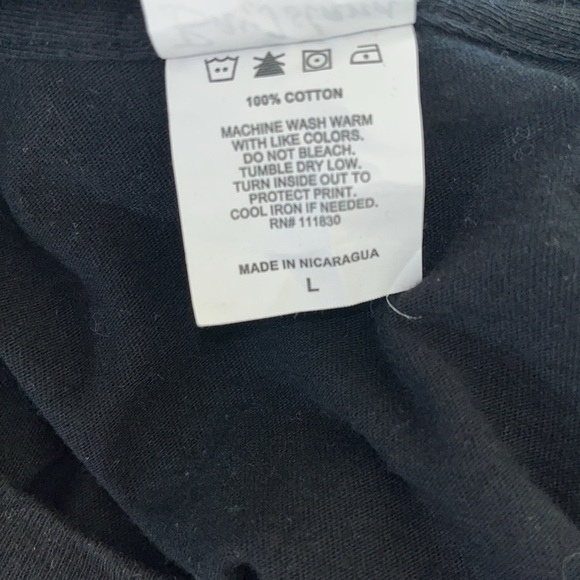 100% COTTON
MACHINE WASH WARM
WITH LIKE COLORS.
DO NOT BLEACH.
TUMBLE DRY LOW.
TURN INSIDE OUT TO
PROTECT PRINT.
COOL IRON IF NEEDED.
RN# 111830
MADE IN NICARAGUA
L